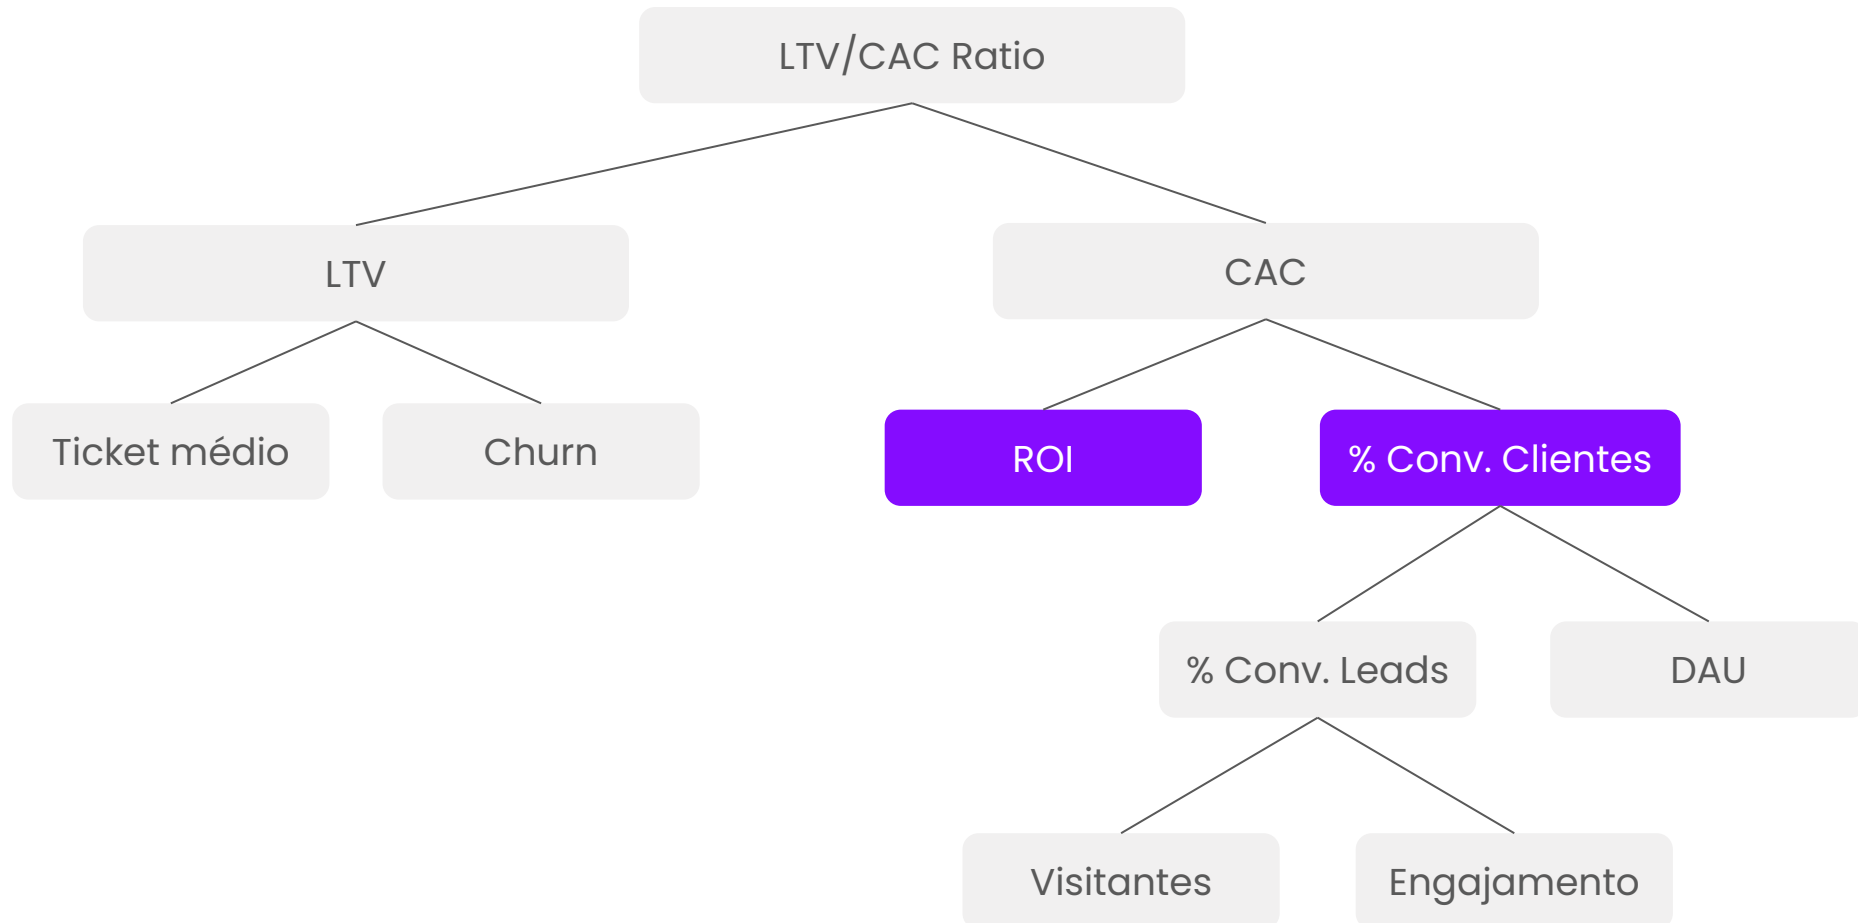 LTV/CAC Ratio
LTV
CAC
Ticket médio
Churn
ROI
% Conv. Clientes
% Conv. Leads
DAU
Visitantes
Engajamento